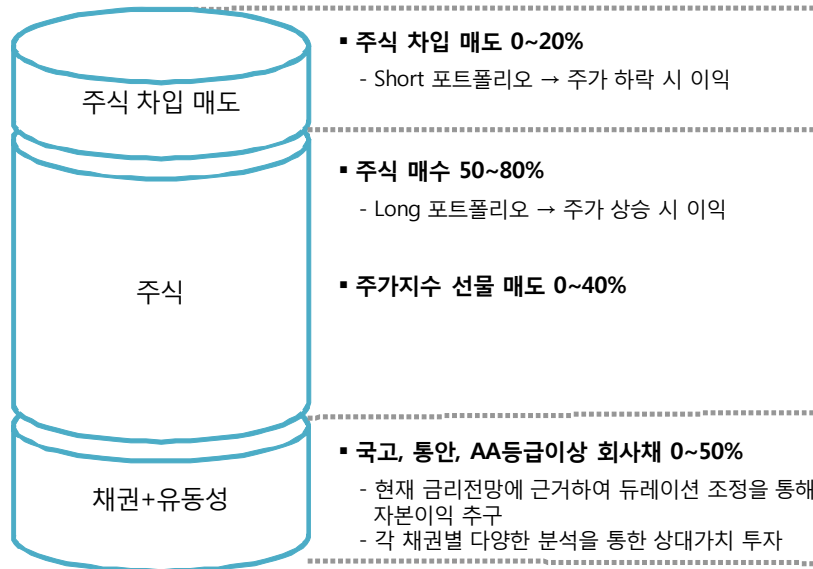 주식 차입 매도
▪ 주식 차입 매도 0~20%
- Short 포트폴리오 → 주가 하락 시 이익
주식
▪ 주식 매수 50~80%
- Long 포트폴리오 → 주가 상승 시 이익
▪ 주가지수 선물 매도 0~40%
채권+유동성
▪ 국고, 통안, AA등급이상 회사채 0~50%
- 현재 금리전망에 근거하여 듀레이션 조정을 통해
자본이익 추구
- 각 채권별 다양한 분석을 통한 상대가치 투자